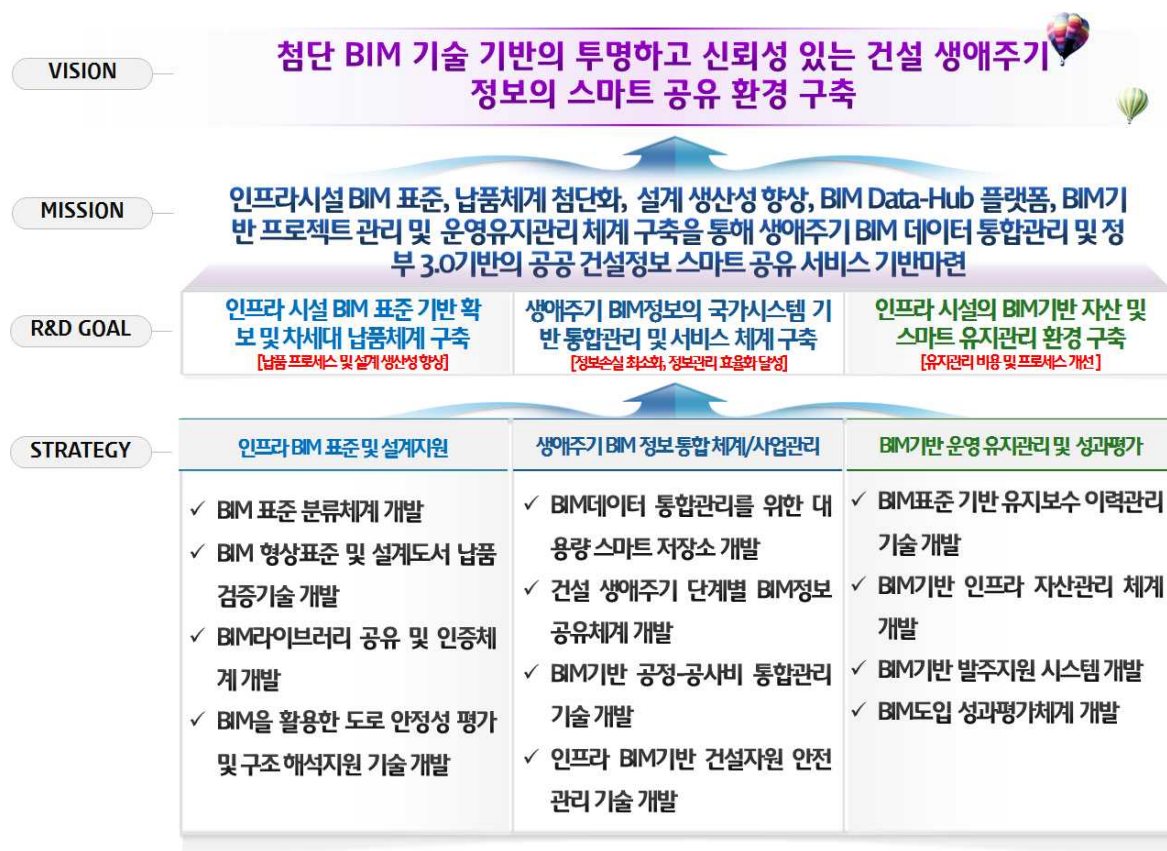 VISION
첨단 BIM 기술 기반의 투명하고 신뢰성 있는 건설 생애주기
정보의 스마트 공유 환경 구축
MISSION
인프라시설 BIM 표준, 납품체계 첨단화, 설계 생산성 향상, BIM Data-Hub 플랫폼, BIM기
반 프로젝트 관리 및 운영유지관리 체계 구축을 통해 생애주기 BIM 데이터 통합관리 및 정
부 3.0기반의 공공 건설정보 스마트 공유 서비스 기반마련
R&D GOAL
인프라 시설 BIM 표준 기반 확
보 및 차세대 납품체계 구축
[납품 프로세스 및 설계 생산성 향상]
생애주기 BIM정보의 국가시스템 기
반 통합관리 및 서비스 체계 구축
[정보손실 최소화, 정보관리 효율화 달성]
인프라 시설의 BIM기반 자산 및
스마트 유지관리 환경 구축
[유지관리 비용 및 프로세스 개선]
STRATEGY
인프라 BIM 표준 및 설계지원
✓ BIM 표준 분류체계 개발
✓ BIM 형상표준 및 설계도서 납품
검증기술 개발
✓ BIM라이브러리 공유 및 인증체
계 개발
✓ BIM을 활용한 도로 안정성 평가
및 구조 해석지원 기술 개발
생애주기 BIM 정보 통합 체계/사업관리
✓ BIM데이터 통합관리를 위한 대
용량 스마트 저장소 개발
✓ 건설 생애주기 단계별 BIM정보
공유체계 개발
✓ BIM기반 공정-공사비 통합관리
기술 개발
✓ 인프라 BIM기반 건설자원 안전
관리 기술 개발
BIM기반 운영 유지관리 및 성과평가
✓ BIM표준 기반 유지보수 이력관리
기술 개발
✓ BIM기반 인프라 자산관리 체계
개발
✓ BIM기반 발주지원 시스템 개발
✓ BIM도입 성과평가체계 개발